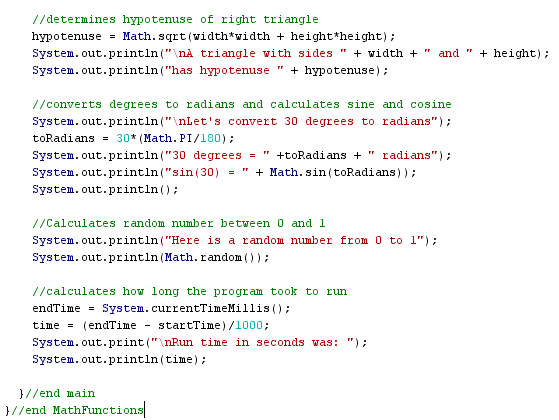 //determines hypotenuse of right triangle
hypotenuse = Math.sqrt(width*width + height*height);
System.out.println("\nA triangle with sides " + width + " and " + height);
System.out.println("has hypotenuse " + hypotenuse);
//converts degrees to radians and calculates sine and cosine
System.out.println("\nLet's convert 30 degrees to radians");
toRadians = 30*(Math.PI/180);
System.out.println("30 degrees = " +toRadians + " radians");
System.out.println("sin(30) = " + Math.sin(toRadians));
System.out.println();
//Calculates random number between 0 and 1
System.out.println("Here is a random number from 0 to 1");
System.out.println(Math.random());
//calculates how long the program took to run
endTime = System.currentTimeMillis();
time = (endTime - startTime)/1000;
System.out.print("\nRun time in seconds was: ");
System.out.println(time);
}//end main
}//end MathFunctions